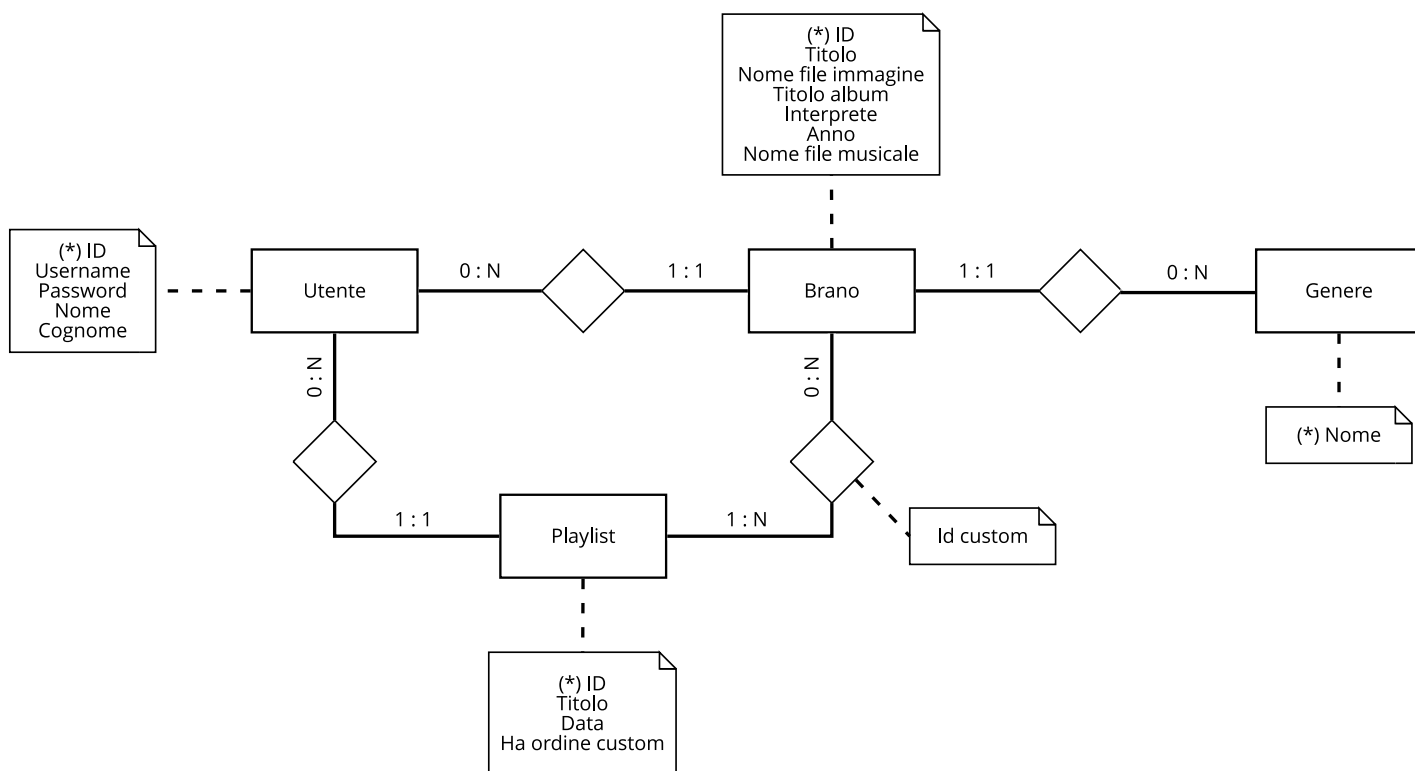 (*) ID
Titolo
Nome file immagine
Titolo album
Interprete
Anno
Nome file musicale
(*) ID
Username
Password
Nome
Cognome
Utente
0 : N
1 : 1
Brano
1 : 1
0 : N
Genere
0 : N
0 : N
(*) Nome
1 : 1
Playlist
1 : N
Id custom
(*) ID
Titolo
Data
Ha ordine custom